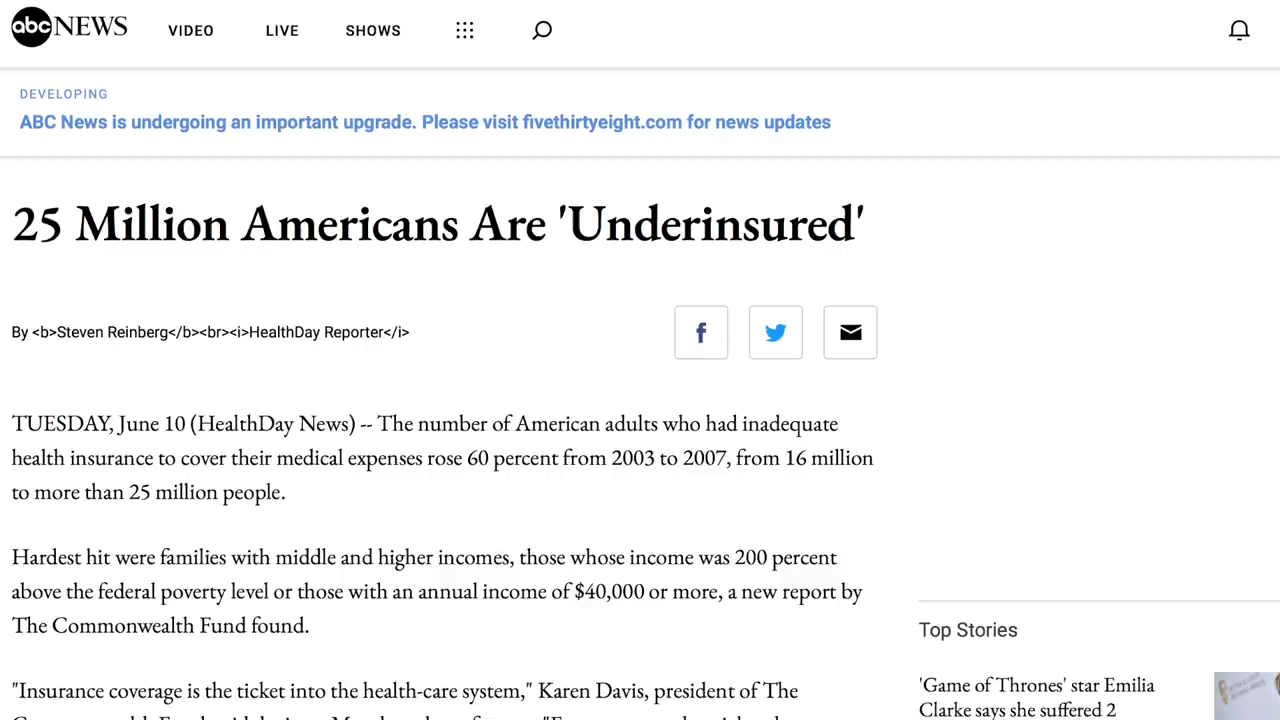 abc NEWS VIDEO LIVE SHOWS
DEVELOPING
ABC News is undergoing an important upgrade. Please visit fivethirtyeight.com for news updates
25 Million Americans Are 'Underinsured'
By <b>Steven Reinberg</b><br><i>HealthDay Reporter</i>
TUESDAY, June 10 (HealthDay News) -- The number of American adults who had inadequate
health insurance to cover their medical expenses rose 60 percent from 2003 to 2007, from 16 million
to more than 25 million people.
Hardest hit were families with middle and higher incomes, those whose income was 200 percent
above the federal poverty level or those with an annual income of $40,000 or more, a new report by
The Commonwealth Fund found.
"Insurance coverage is the ticket into the health-care system," Karen Davis, president of The
Top Stories
'Game of Thrones' star Emilia
Clarke says she suffered 2